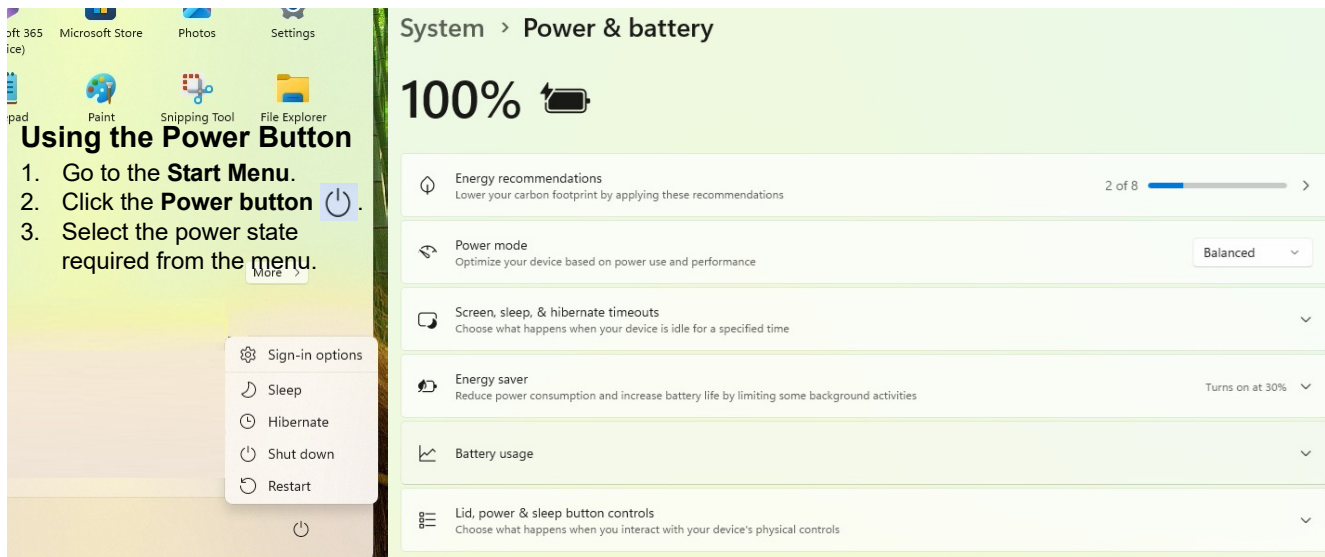 oft 365
Microsoft Store
Photos
Settings
ice)
pad
Paint
Snipping Tool
File Explorer
Using the Power Button
1. Go to the Start Menu.
2. Click the Power button .
3. Select the power state
required from the menu.
More
Sign-in options
Sleep
Hibernate
Shut down
Restart
System > Power & battery
100%
Energy recommendations
Lower your carbon footprint by applying these recommendations
2 of 8
Power mode
Optimize your device based on power use and performance
Balanced
Screen, sleep, & hibernate timeouts
Choose what happens when your device is idle for a specified time
Energy saver
Reduce power consumption and increase battery life by limiting some background activities
Turns on at 30%
Battery usage
Lid, power & sleep button controls
Choose what happens when you interact with your device's physical controls